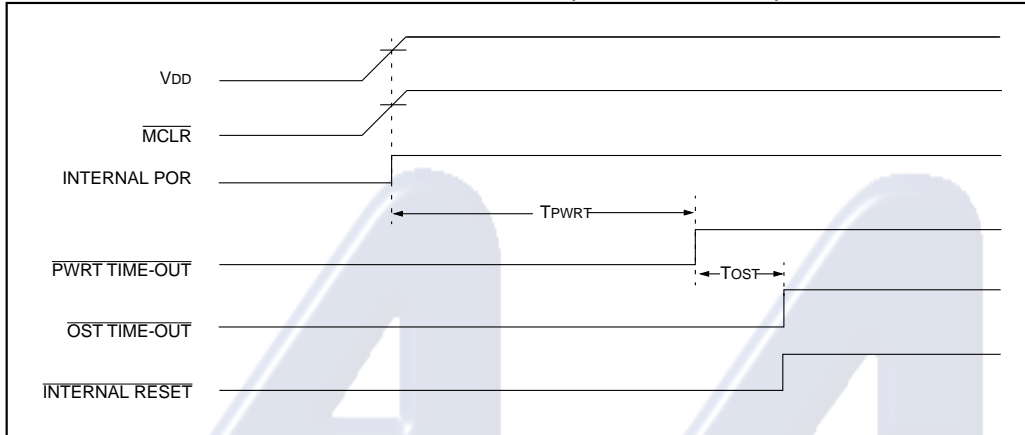 VDD
MCLR
INTERNAL POR
TPWRT
PWRT TIME-OUT
TOST
OST TIME-OUT
INTERNAL RESET